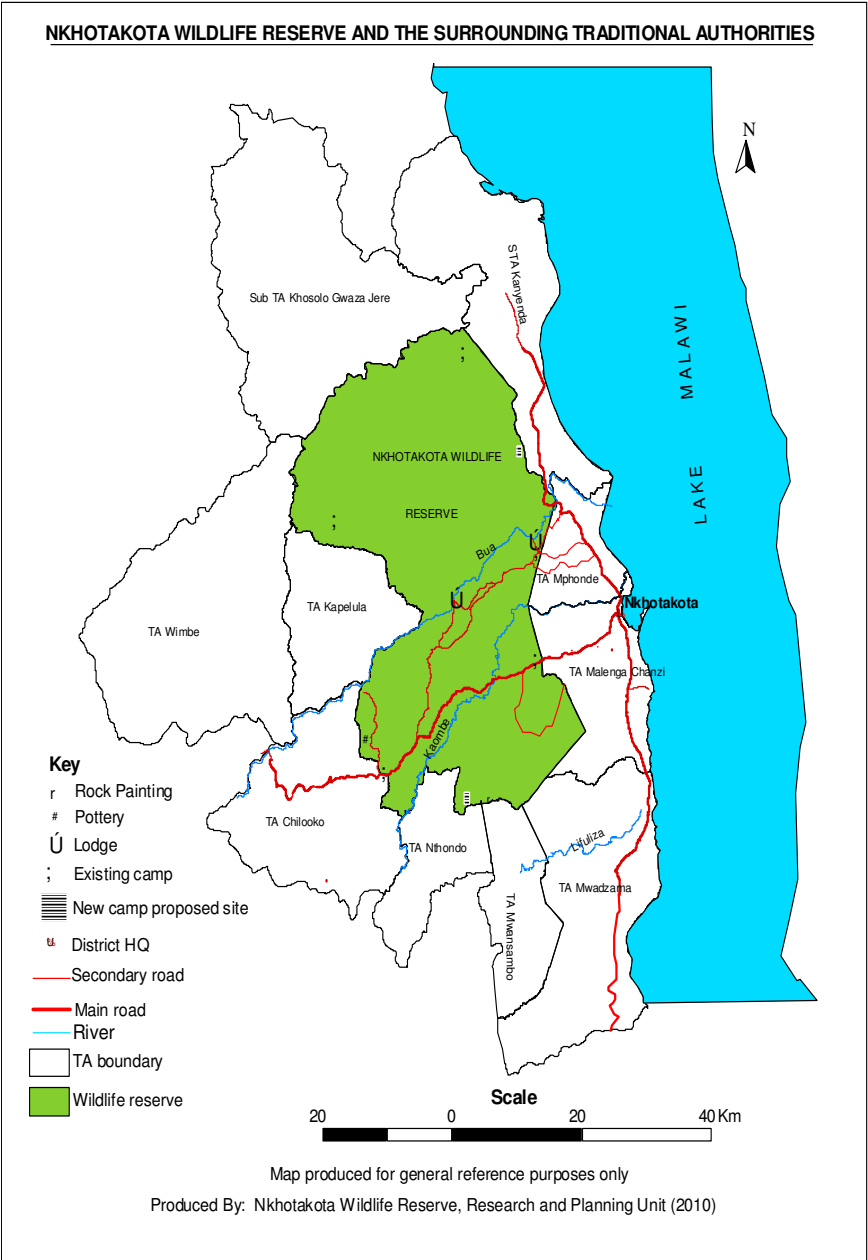 NKHOTAKOTA WILDLIFE RESERVE AND THE SURROUNDING TRADITIONAL AUTHORITIES
N
STA Kanyenda
Sub TA Khosolo Gwaza Jere
LAKE MALAWI
NKHOTAKOTA WILDLIFE
RESERVE
Bua
Ú
Ú
TA Mphonde
TA Kapelula
Nkhotakota
TA Wimbe
TA Malenga Chanzi
Kaombe
#
TA Chilooko
TA Nthondo
Lifuliza
TA Mwadzama
TA Mwansambo
Key
r Rock Painting
# Pottery
Ú Lodge
; Existing camp
New camp proposed site
District HQ
Secondary road
Main road
River
TA boundary
Wildlife reserve
Scale
20 0 20 40 Km
Map produced for general reference purposes only
Produced By: Nkhotakota Wildlife Reserve, Research and Planning Unit (2010)